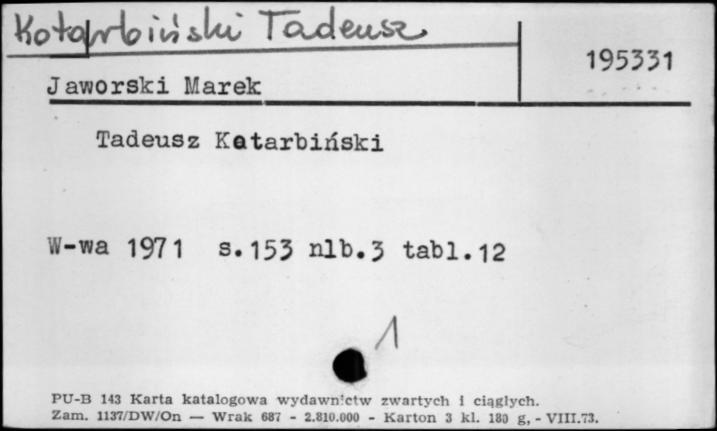 Kotarbiński Tadeusz
195331
Jaworski Marek
Tadeusz Kotarbiński
W-wa 1971 s.153 nlb.3 tabl.12
1
PU-B 143 Karta katalogowa wydawnictw zwartych i ciągłych.
Zam. 1137/DW/On — Wrak 687 - 2.810.000 - Karton 3 kl. 180 g, - VIII.73.